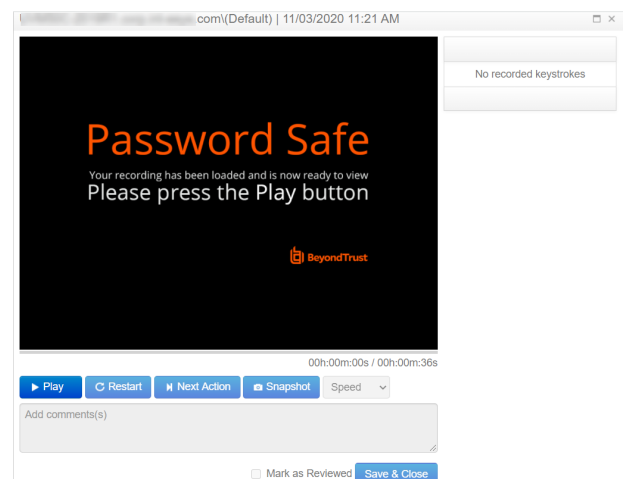 .com\(Default) | 11/03/2020 11:21 AM
No recorded keystrokes
Password Safe
Your recording has been loaded and is now ready to view
Please press the Play button
BeyondTrust
00h:00m:00s / 00h:00m:36s
Play Restart Next Action Snapshot Speed
Add comments(s)
Mark as Reviewed Save & Close